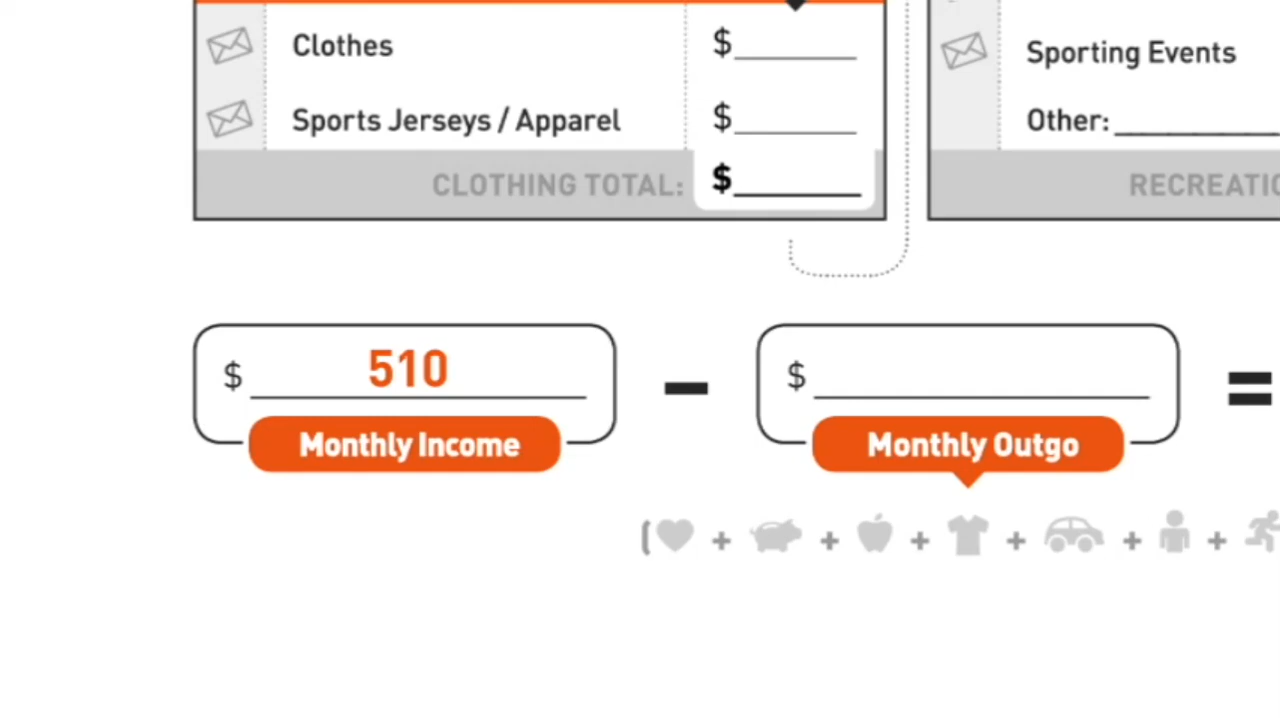 Clothes $
Sports Jerseys / Apparel $
CLOTHING TOTAL: $
Sporting Events
Other:
$ 510 - $ =
Monthly Income
Monthly Outgo
( + + + + + +